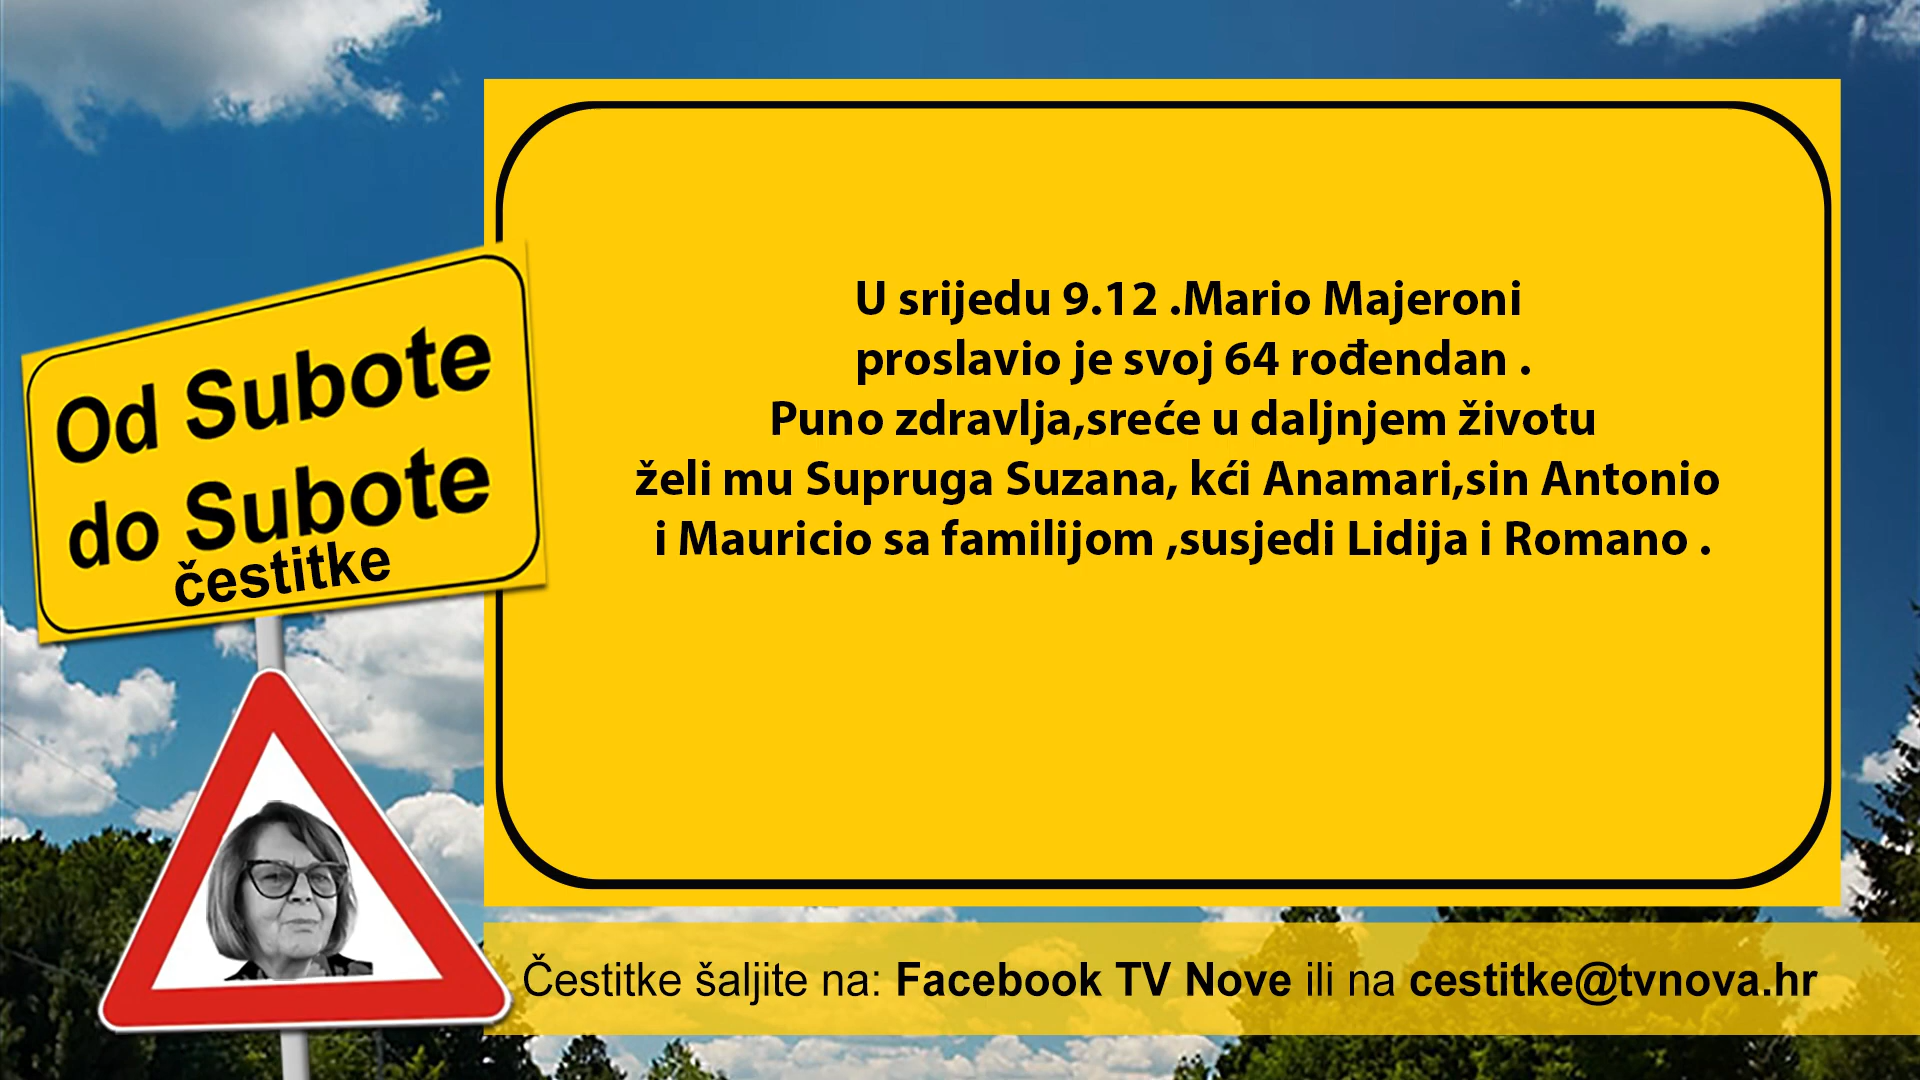 Od Subote
do Subote
čestitke
U srijedu 9.12 .Mario Majeroni
proslavio je svoj 64 rođendan .
Puno zdravlja,sreće u daljnjem životu
želi mu Supruga Suzana, kći Anamari,sin Antonio
i Mauricio sa familijom ,susjedi Lidija i Romano .
Čestitke šaljite na: Facebook TV Nove ili na cestitke@tvnova.hr